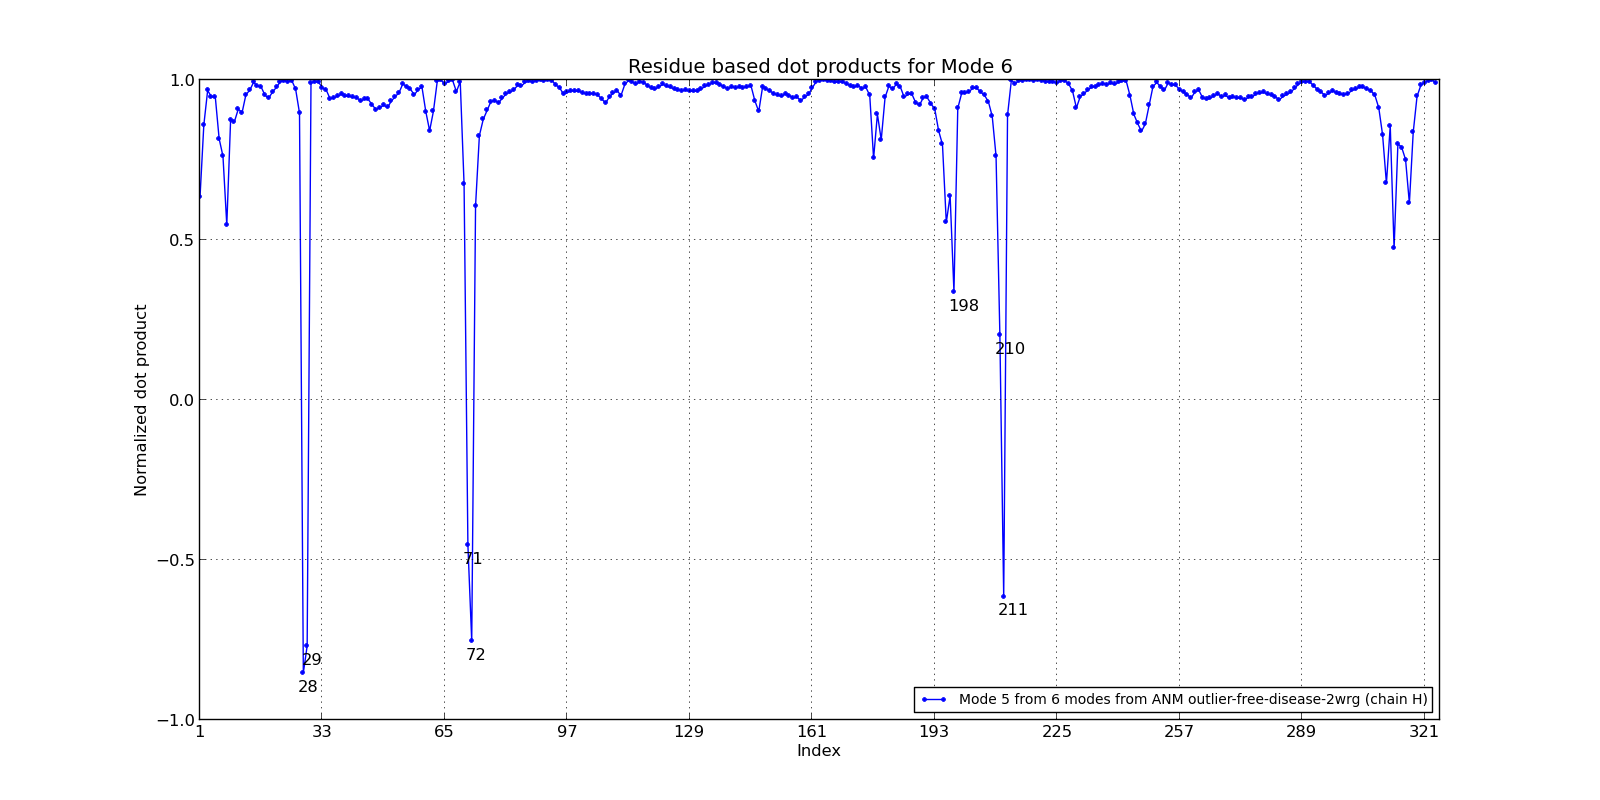 Residue based dot products for Mode 6
1.0
0.5
0.0
−0.5
−1.0
Normalized dot product
198
210
71
211
29
72
28
Mode 5 from 6 modes from ANM outlier-free-disease-2wrg (chain H)
1 33 65 97 129 161 193 225 257 289 321
Index